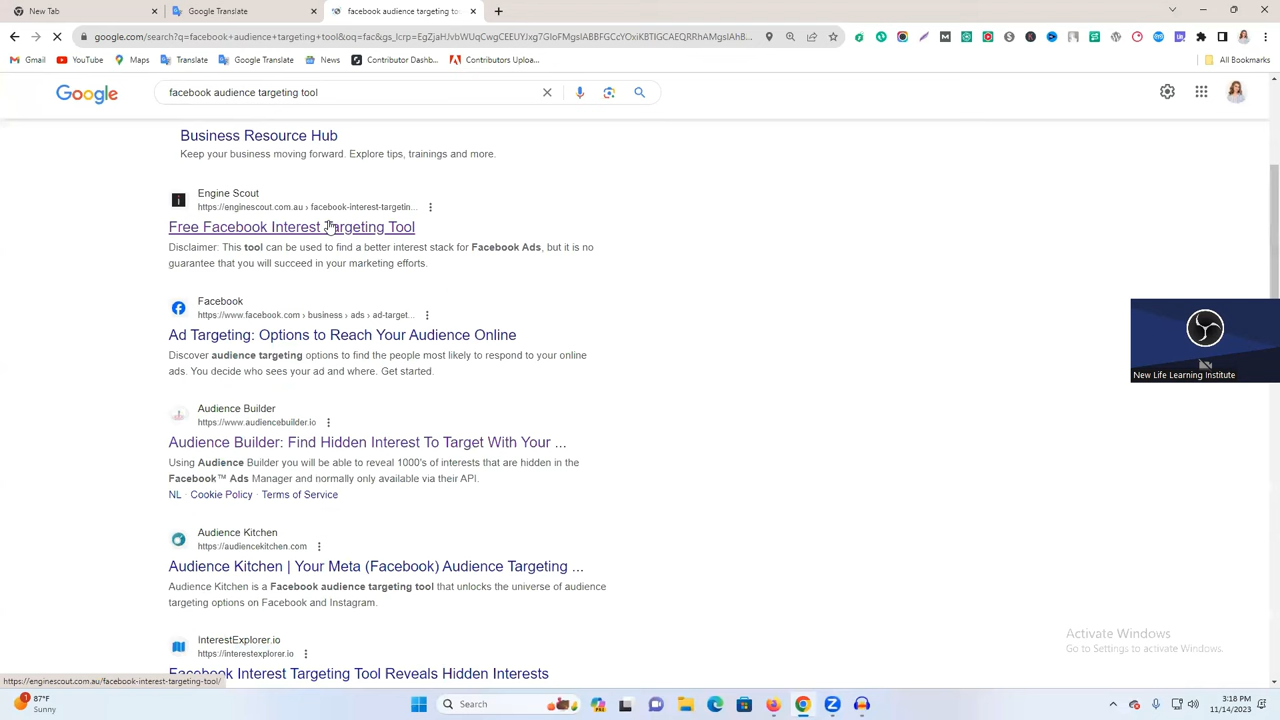 New Tab
Google Translate
facebook audience targeting to
google.com/search?q=facebook+audience+targeting+tool&oq=fac&gs_lcrp=
Gmail
YouTube
Maps
Translate
Google Translate
News
Contributor Dashb...
Contributors Uploa...
All Bookmarks
Google
facebook audience targeting tool
Business Resource Hub
Keep your business moving forward. Explore tips, trainings and more.
Engine Scout
https://enginescout.com.au › facebook-interest-targetin...
Free Facebook Interest Targeting Tool
Disclaimer: This tool can be used to find a better interest stack for Facebook Ads, but it is no
guarantee that you will succeed in your marketing efforts.
Facebook
https://www.facebook.com › business › ads › ad-target...
Ad Targeting: Options to Reach Your Audience Online
Discover audience targeting options to find the people most likely to respond to your online
ads. You decide who sees your ad and where. Get started.
New Life Learning Institute
Audience Builder
https://www.audiencebuilder.io
Audience Builder: Find Hidden Interest To Target With Your ...
Using Audience Builder you will be able to reveal 1000's of interests that are hidden in the
Facebook™ Ads Manager and normally only available via their API.
NL · Cookie Policy · Terms of Service
Audience Kitchen
https://audiencekitchen.com
Audience Kitchen | Your Meta (Facebook) Audience Targeting ...
Audience Kitchen is a Facebook audience targeting tool that unlocks the universe of audience
targeting options on Facebook and Instagram.
InterestExplorer.io
https://interestexplorer.io
Facebook Interest Targeting Tool Reveals Hidden Interests
Activate Windows
Go to Settings to activate Windows.
https://enginescout.com.au/facebook-interest-targeting-tool/
1
87°F
Sunny
Search
3:18 PM
11/14/2023